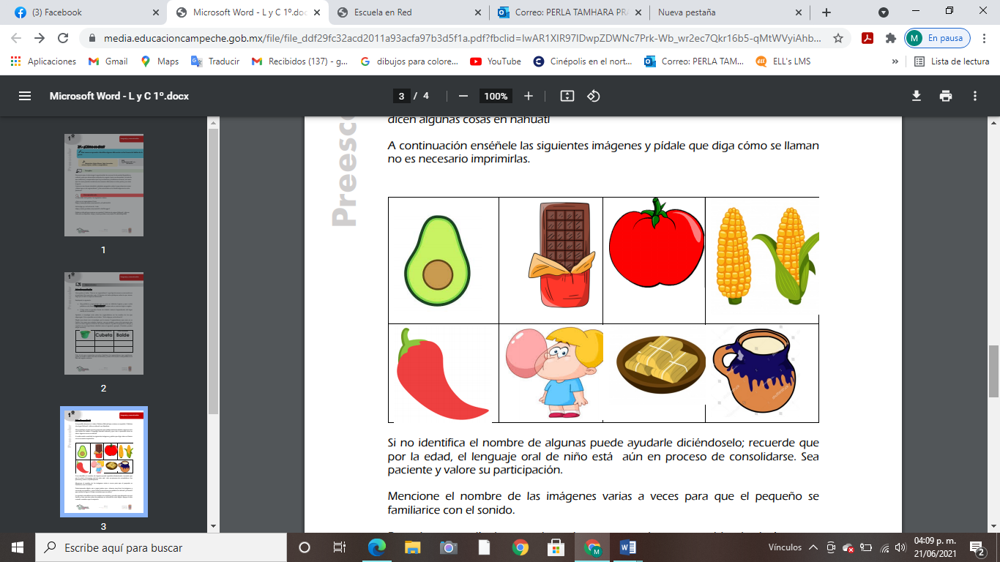 (3) Facebook
Microsoft Word - L y C 1º.doc
Escuela en Red
Correo: PERLA TAMHARA PRA
Nueva pestaña
media.educacioncampeche.gob.mx/file/file_ddf29fc32acd2011a93acfa97b3d5f1a.pdf?fbclid=IwAR1XIR97IDwpZDWNc7Prk-Wb_wr2ec7Qkr16b5-qMtWVyiAhb...
M En pausa
Aplicaciones
Gmail
Maps
Traducir
Recibidos (137) - g...
dibujos para colore...
YouTube
Cinépolis en el nort...
Correo: PERLA TAM...
ELL's LMS
»
Lista de lectura
Microsoft Word - L y C 1º.docx
3 / 4
100%
1º
1
1º
Cubeta Balde
2
1º
3
Preesco
dicen algunas cosas en náhuatl
A continuación enséñele las siguientes imágenes y pídale que diga cómo se llaman
no es necesario imprimirlas.
Si no identifica el nombre de algunas puede ayudarle diciéndoselo; recuerde que
por la edad, el lenguaje oral de niño está aún en proceso de consolidarse. Sea
paciente y valore su participación.
Mencione el nombre de las imágenes varias a veces para que el pequeño se
familiarice con el sonido.
Escribe aquí para buscar
Vínculos
04:09 p. m.
21/06/2021
2